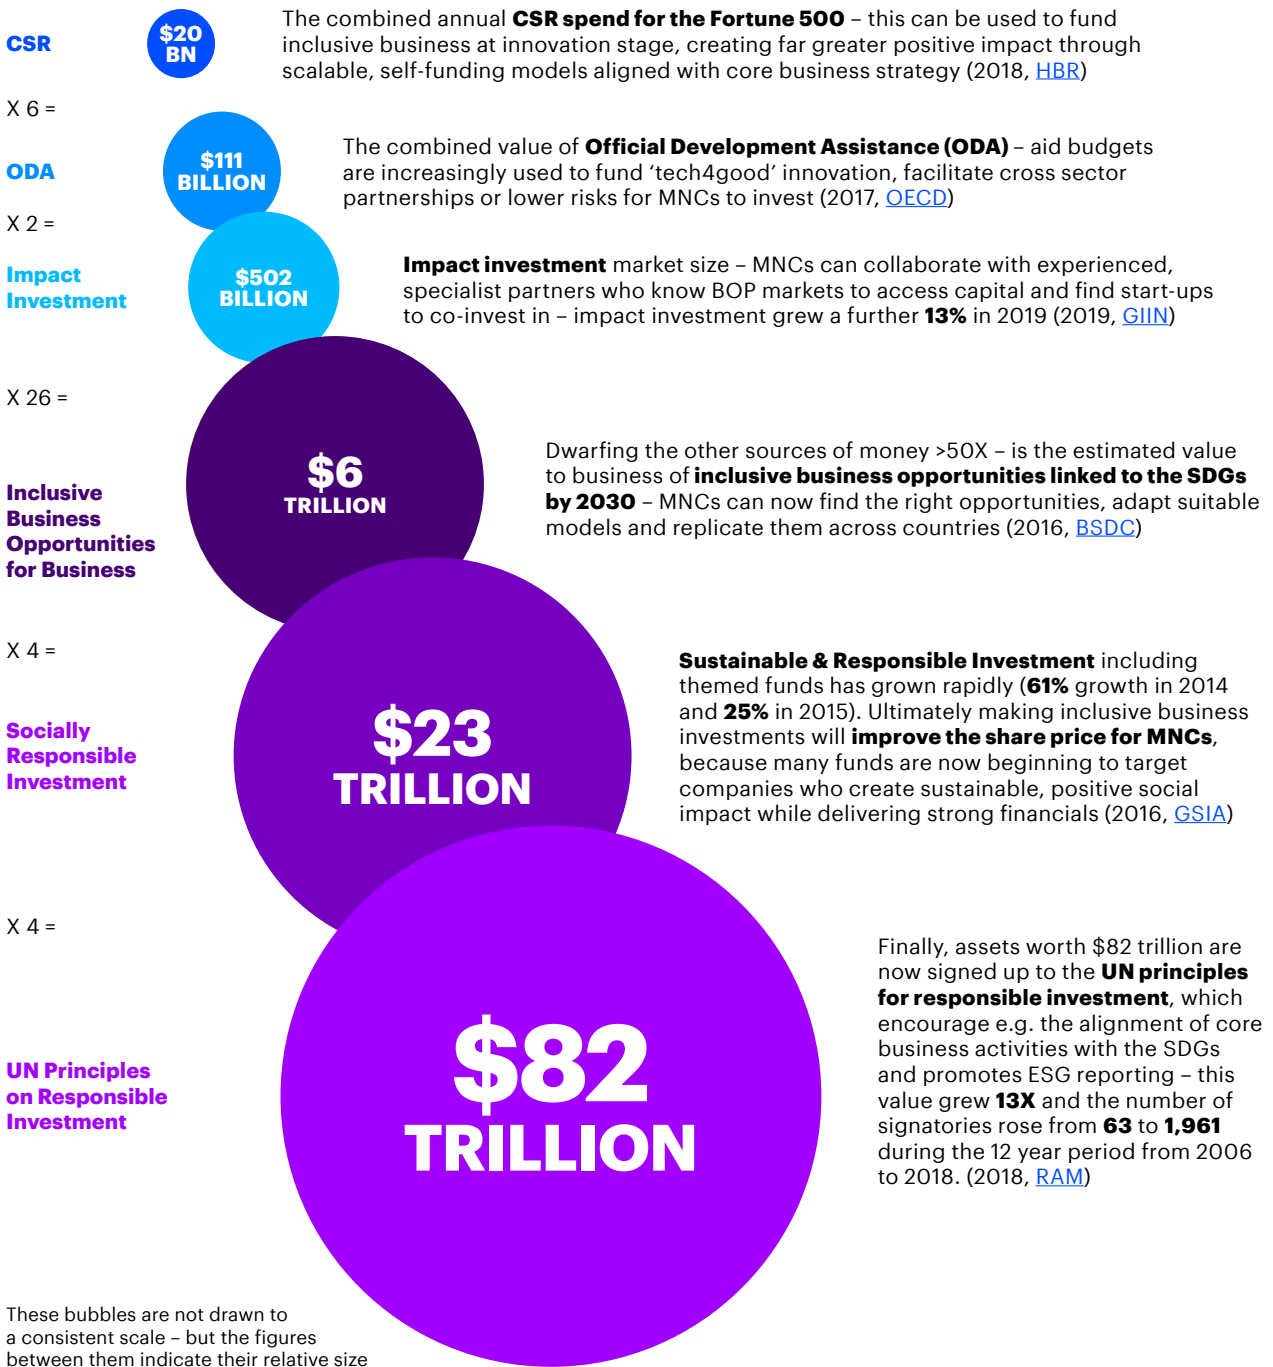 CSR
$20
BN
The combined annual CSR spend for the Fortune 500 – this can be used to fund
inclusive business at innovation stage, creating far greater positive impact through
scalable, self-funding models aligned with core business strategy (2018, HBR)
X 6 =
ODA
$111
BILLION
The combined value of Official Development Assistance (ODA) – aid budgets
are increasingly used to fund ‘tech4good’ innovation, facilitate cross sector
partnerships or lower risks for MNCs to invest (2017, OECD)
X 2 =
Impact
Investment
$502
BILLION
Impact investment market size – MNCs can collaborate with experienced,
specialist partners who know BOP markets to access capital and find start-ups
to co-invest in – impact investment grew a further 13% in 2019 (2019, GIIN)
X 26 =
Inclusive
Business
Opportunities
for Business
$6
TRILLION
Dwarfing the other sources of money >50X – is the estimated value
to business of inclusive business opportunities linked to the SDGs
by 2030 – MNCs can now find the right opportunities, adapt suitable
models and replicate them across countries (2016, BSDC)
X 4 =
Socially
Responsible
Investment
$23
TRILLION
Sustainable & Responsible Investment including
themed funds has grown rapidly (61% growth in 2014
and 25% in 2015). Ultimately making inclusive business
investments will improve the share price for MNCs,
because many funds are now beginning to target
companies who create sustainable, positive social
impact while delivering strong financials (2016, GSIA)
X 4 =
UN Principles
on Responsible
Investment
$82
TRILLION
Finally, assets worth $82 trillion are
now signed up to the UN principles
for responsible investment, which
encourage e.g. the alignment of core
business activities with the SDGs
and promotes ESG reporting – this
value grew 13X and the number of
signatories rose from 63 to 1,961
during the 12 year period from 2006
to 2018. (2018, RAM)
These bubbles are not drawn to
a consistent scale – but the figures
between them indicate their relative size